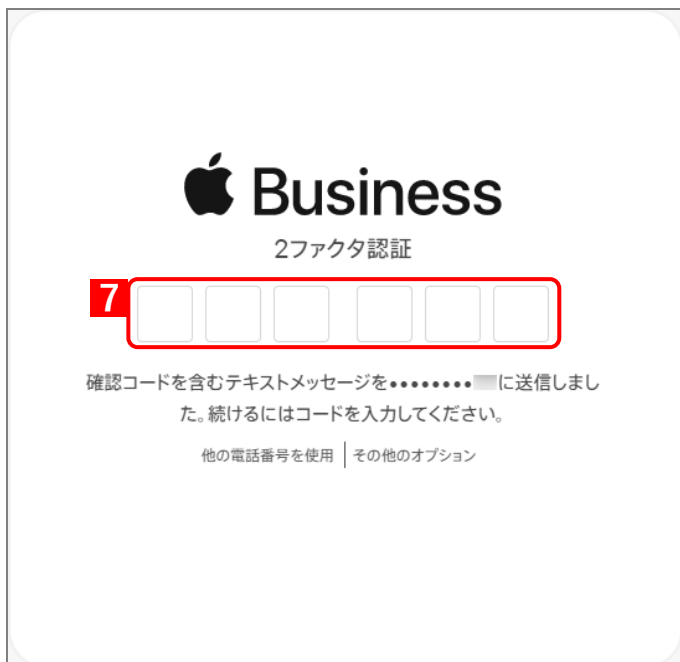 Business
2ファクタ認証
7
確認コードを含むテキストメッセージを••••••••に送信しまし
た。続けるにはコードを入力してください。
他の電話番号を使用 | その他のオプション